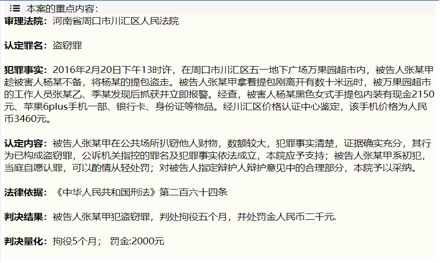 本案的重点内容：
审理法院：河南省周口市川汇区人民法院
认定罪名：盗窃罪
犯罪事实：2016年2月20日下午13时许，在周口市川汇区五一地下广场万果园超市内，被告人张某甲
趁被害人杨某不备，将杨某的提包盗走。被告人张某甲拿着提包刚离开有数十米远时，被万果园超市
的工作人员张某乙、季某发现后抓获并立即报警。经查，被害人杨某黑色女式手提包内装有现金2150
元、苹果6plus手机一部、银行卡、身份证等物品。经川汇区价格认证中心鉴定，该手机价格为人民
币3460元。
认定内容：被告人张某甲在公共场所扒窃他人财物，数额较大，犯罪事实清楚，证据确实充分，其行
为已构成盗窃罪，公诉机关指控的罪名及犯罪事实依法成立，本院应予支持；被告人张某甲系初犯，
当庭自愿认罪，可以酌情从轻处罚；对被告人指定辩护人辩护意见中的合理部分，本院予以采纳。
法律依据：《中华人民共和国刑法》第二百六十四条
判决结果：被告人张某甲犯盗窃罪，判处拘役五个月，并处罚金人民币二千元.
判决量化：拘役5个月； 罚金:2000元